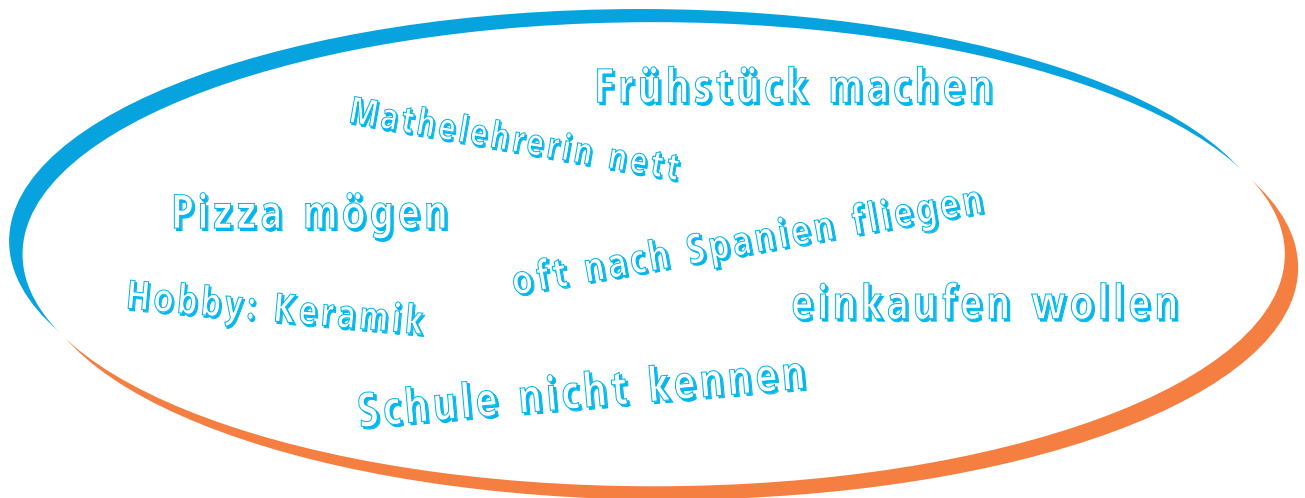 Frühstück machen
Mathelehrerin nett
Pizza mögen
oft nach Spanien fliegen
Hobby: Keramik
einkaufen wollen
Schule nicht kennen